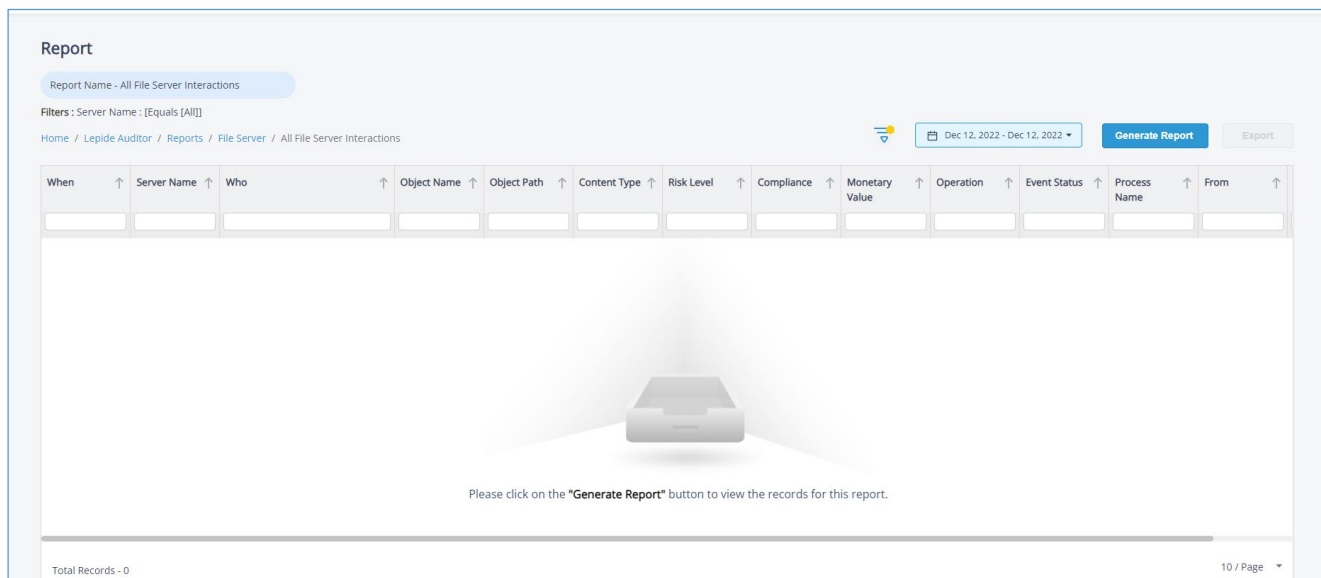 Report
Report Name - All File Server Interactions
Filters : Server Name : [Equals [All]]
Home / Lepide Auditor / Reports / File Server / All File Server Interactions
Dec 12, 2022 - Dec 12, 2022
Generate Report
Export
When
Server Name
Who
Object Name
Object Path
Content Type
Risk Level
Compliance
Monetary
Value
Operation
Event Status
Process
Name
From
Please click on the "Generate Report" button to view the records for this report.
Total Records - 0
10 / Page